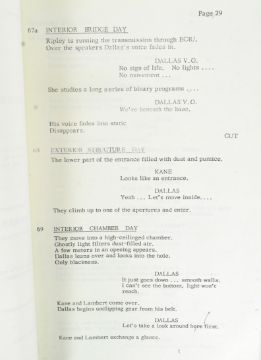 Page 29
67a INTERIOR BRIDGE DAY
Ripley is running the transmission through ECIU.
Over the speakers Dallas's voice fades in.
DALLAS V.O.
No sign of life. No lights ....
No movement ...
She studies a long series of binary programs ....
DALLAS V.O.
We're beneath the base.
His voice fades into static
Disappears.
CUT
68 EXTERIOR STRUCTURE DAY
The lower part of the entrance filled with dust and pumice.
KANE
Looks like an entrance.
DALLAS
Yeah ... Let's move inside....
They climb up to one of the apertures and enter.
69 INTERIOR CHAMBER DAY
They move into a high-ceilinged chamber.
Ghostly light filters dust-filled air.
A few meters in an opening appears.
Dallas leans over and looks into the hole.
Only blackness.
DALLAS
It just goes down ... smooth walls.
I can't see the bottom, light won't
reach.
Kane and Lambert come over.
Dallas begins unclipping gear from his belt.
DALLAS
Let's take a look around here first.
Kane and Lambert exchange a glance.